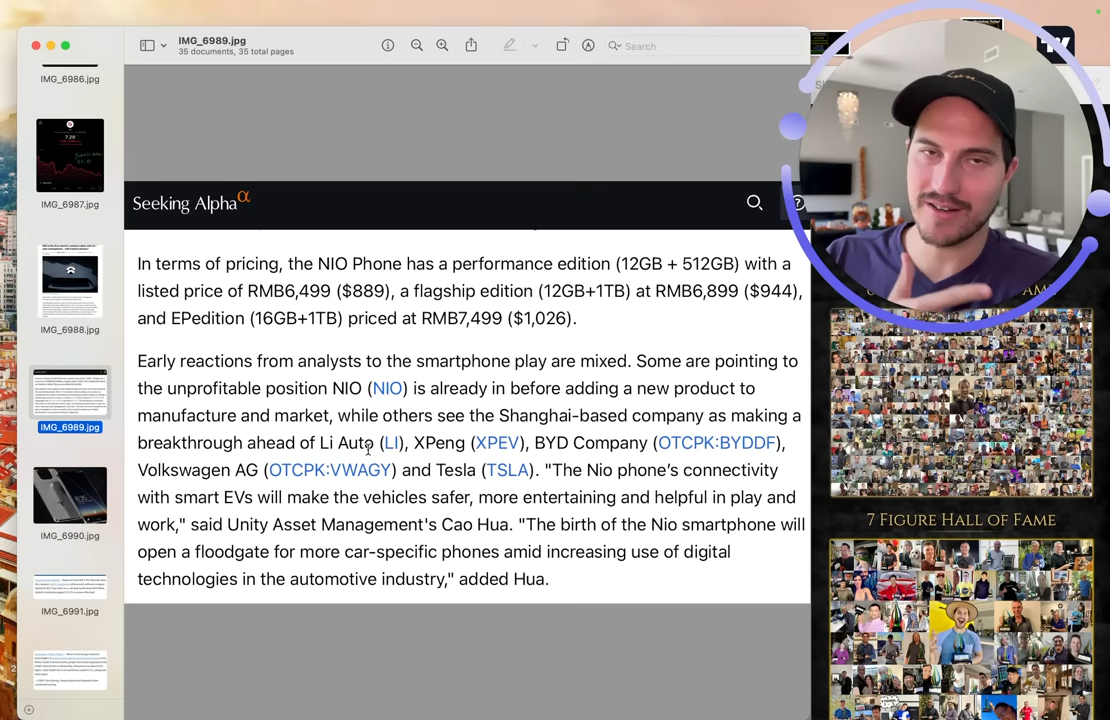 IMG_6989.jpg
35 documents, 35 total pages
Search
IMG_6986.jpg
7.29
IMG_6987.jpg
IMG_6988.jpg
IMG_6989.jpg
8:35
IMG_6990.jpg
IMG_6991.jpg
Seeking Alphaα
In terms of pricing, the NIO Phone has a performance edition (12GB + 512GB) with a
listed price of RMB6,499 ($889), a flagship edition (12GB+1TB) at RMB6,899 ($944),
and EPedition (16GB+1TB) priced at RMB7,499 ($1,026).
Early reactions from analysts to the smartphone play are mixed. Some are pointing to
the unprofitable position NIO (NIO) is already in before adding a new product to
manufacture and market, while others see the Shanghai-based company as making a
breakthrough ahead of Li Auto (LI), XPeng (XPEV), BYD Company (OTCPK:BYDDF),
Volkswagen AG (OTCPK:VWAGY) and Tesla (TSLA). "The Nio phone's connectivity
with smart EVs will make the vehicles safer, more entertaining and helpful in play and
work," said Unity Asset Management's Cao Hua. "The birth of the Nio smartphone will
open a floodgate for more car-specific phones amid increasing use of digital
technologies in the automotive industry," added Hua.
7 Figure Hall of Fame